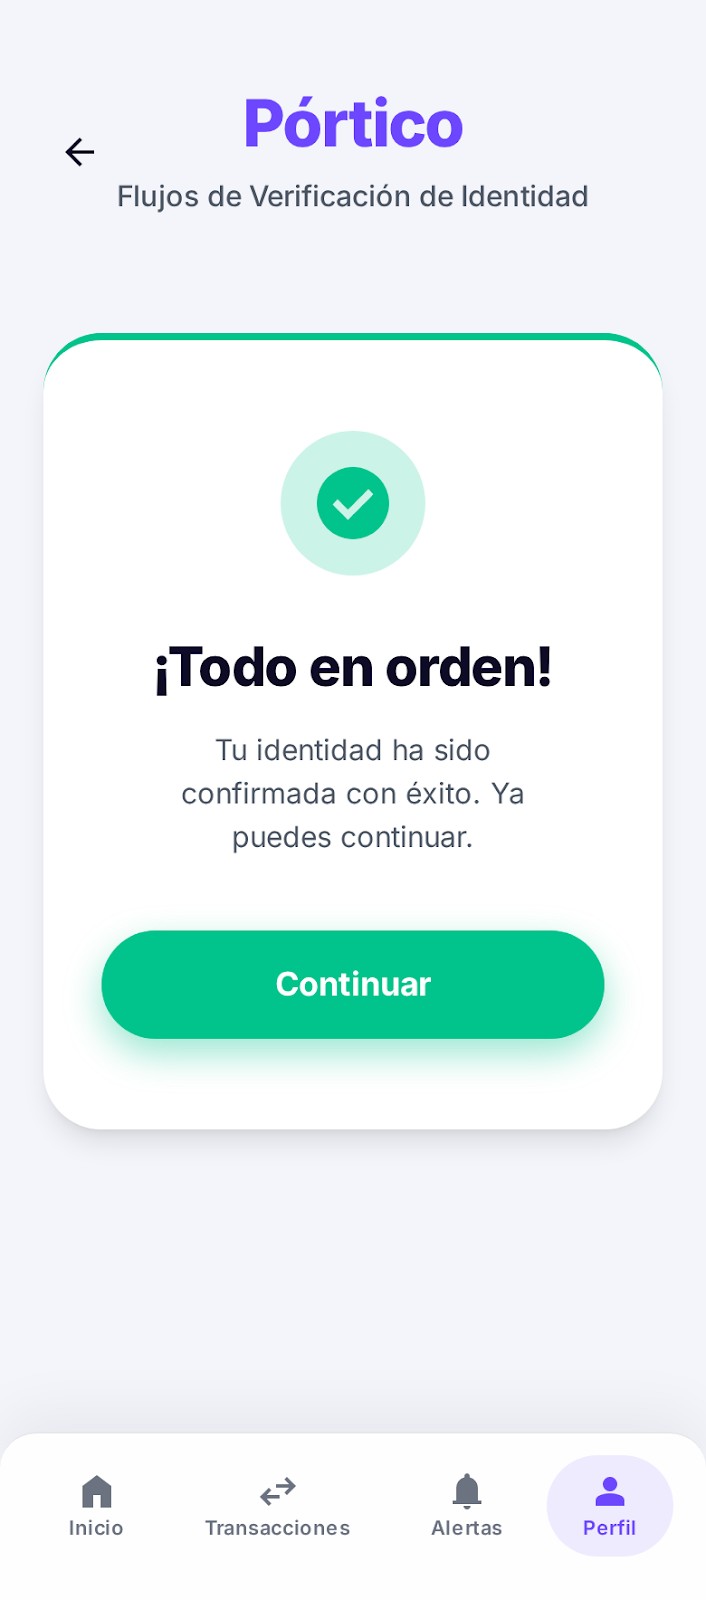 Pórtico
Flujos de Verificación de Identidad
¡Todo en orden!
Tu identidad ha sido
confirmada con éxito. Ya
puedes continuar.
Continuar
Inicio
Transacciones
Alertas
Perfil